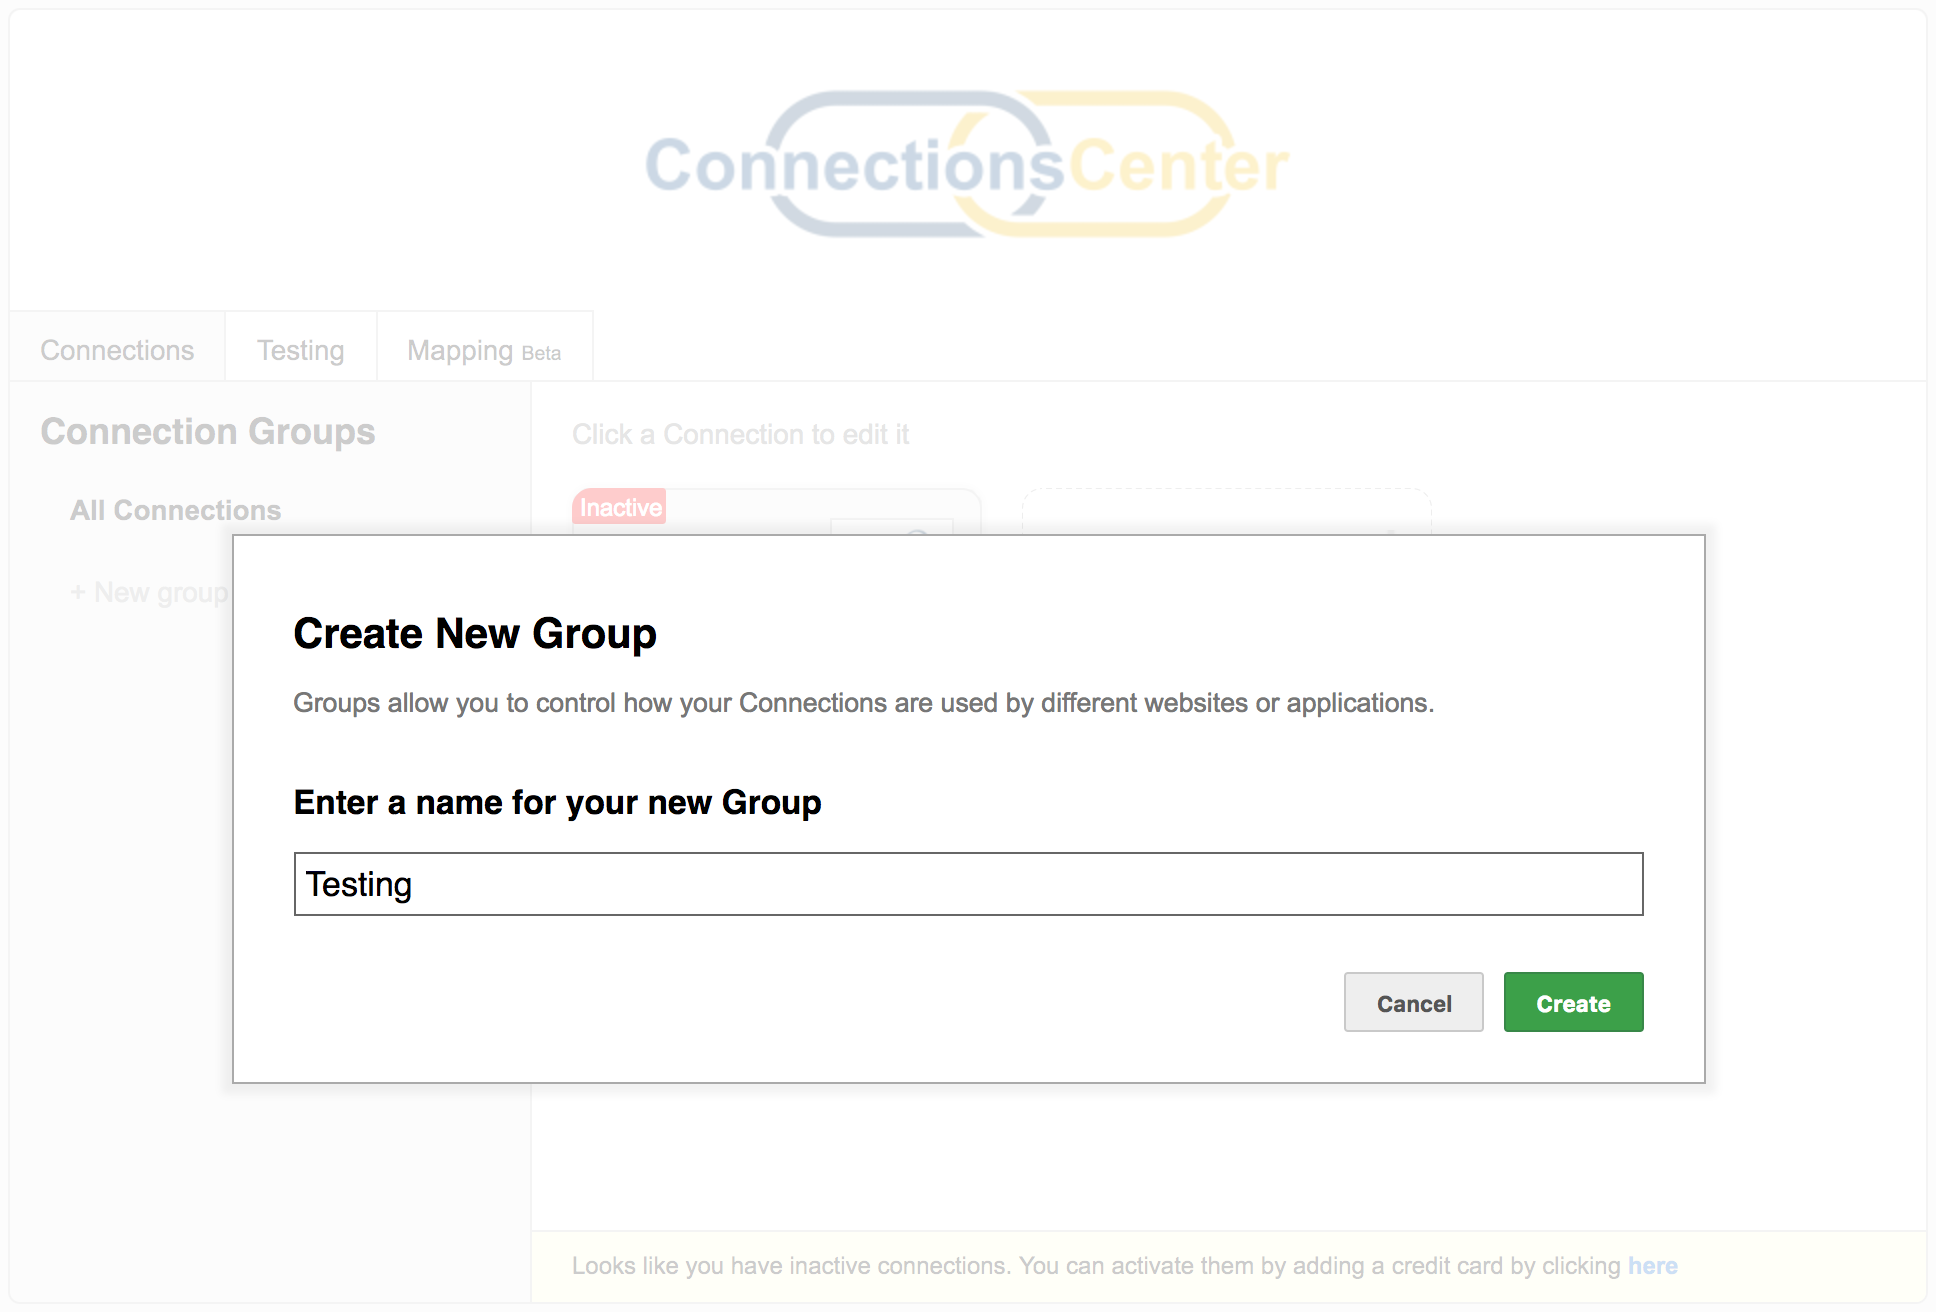 ConnectionsCenter
Connections
Testing
Mapping Beta
Connection Groups
Click a Connection to edit it
All Connections
Inactive
+ New group
Create New Group
Groups allow you to control how your Connections are used by different websites or applications.
Enter a name for your new Group
Testing
Cancel
Create
Looks like you have inactive connections. You can activate them by adding a credit card by clicking here